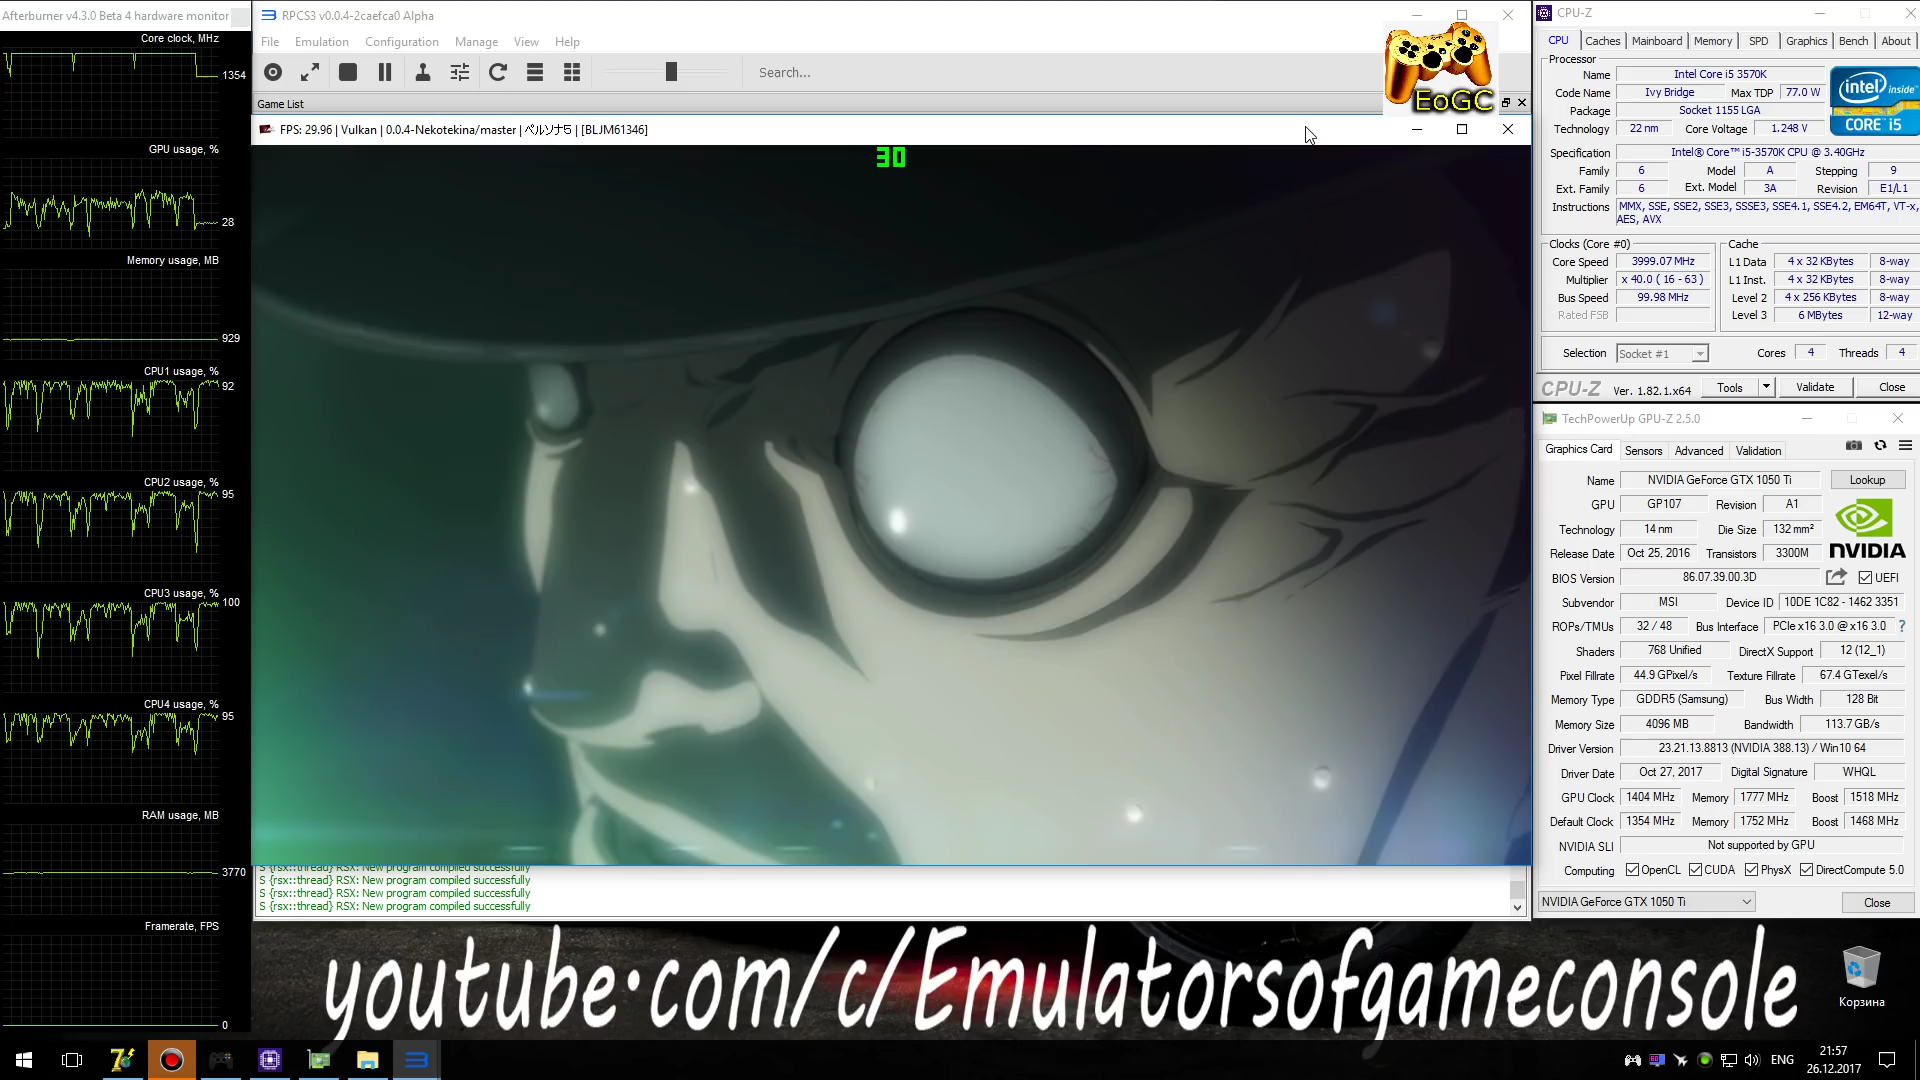 Afterburner v4.3.0 Beta 4 hardware monitor
Core clock, MHz
1354
GPU usage, %
28
Memory usage, MB
929
CPU1 usage, %
92
CPU2 usage, %
95
CPU3 usage, %
100
CPU4 usage, %
95
RAM usage, MB
3770
Framerate, FPS
0
RPCS3 v0.0.4-2caefca0 Alpha
File Emulation Configuration Manage View Help
Search...
EoGC
Game List
FPS: 29.96 | Vulkan | 0.0.4-Nekotekina/master | ペルソナ5 | [BLJM61346]
30
S {rsx::thread} RSX: New program compiled successfully
S {rsx::thread} RSX: New program compiled successfully
S {rsx::thread} RSX: New program compiled successfully
S {rsx::thread} RSX: New program compiled successfully
CPU-Z
CPU Caches Mainboard Memory SPD Graphics Bench About
Processor
Name Intel Core i5 3570K
Code Name Ivy Bridge Max TDP 77.0 W
Package Socket 1155 LGA
Technology 22 nm Core Voltage 1.248 V
intel inside™
CORE i5
Specification Intel® Core™ i5-3570K CPU @ 3.40GHz
Family 6 Model A Stepping 9
Ext. Family 6 Ext. Model 3A Revision E1/L1
Instructions MMX, SSE, SSE2, SSE3, SSSE3, SSE4.1, SSE4.2, EM64T, VT-x,
AES, AVX
Clocks (Core #0) Cache
Core Speed 3999.07 MHz L1 Data 4 x 32 KBytes 8-way
Multiplier x 40.0 ( 16 - 63 ) L1 Inst. 4 x 32 KBytes 8-way
Bus Speed 99.98 MHz Level 2 4 x 256 KBytes 8-way
Rated FSB Level 3 6 MBytes 12-way
Selection Socket #1 Cores 4 Threads 4
CPU-Z Ver. 1.82.1.x64 Tools Validate Close
TechPowerUp GPU-Z 2.5.0
Graphics Card Sensors Advanced Validation
Name NVIDIA GeForce GTX 1050 Ti Lookup
GPU GP107 Revision A1
Technology 14 nm Die Size 132 mm²
Release Date Oct 25, 2016 Transistors 3300M
NVIDIA
BIOS Version 86.07.39.00.3D UEFI
Subvendor MSI Device ID 10DE 1C82 - 1462 3351
ROPs/TMUs 32 / 48 Bus Interface PCIe x16 3.0 @ x16 3.0 ?
Shaders 768 Unified DirectX Support 12 (12_1)
Pixel Fillrate 44.9 GPixel/s Texture Fillrate 67.4 GTexel/s
Memory Type GDDR5 (Samsung) Bus Width 128 Bit
Memory Size 4096 MB Bandwidth 113.7 GB/s
Driver Version 23.21.13.8813 (NVIDIA 388.13) / Win10 64
Driver Date Oct 27, 2017 Digital Signature WHQL
GPU Clock 1404 MHz Memory 1777 MHz Boost 1518 MHz
Default Clock 1354 MHz Memory 1752 MHz Boost 1468 MHz
NVIDIA SLI Not supported by GPU
Computing OpenCL CUDA PhysX DirectCompute 5.0
NVIDIA GeForce GTX 1050 Ti Close
youtube.com/c/Emulatorsofgameconsole
Корзина
ENG
21:57
26.12.2017